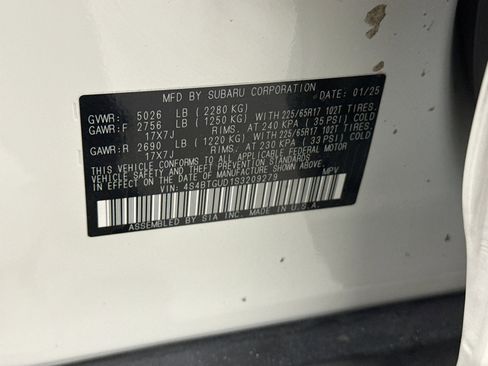 MFD BY SUBARU CORPORATION DATE: 01/25
GVWR: 5026 LB (2280 KG)
GAWR:F 2756 LB (1250 KG) WITH 225/65R17 102T TIRES.
17X7J RIMS. AT 240 KPA (35 PSI) COLD
GAWR:R 2690 LB (1220 KG) WITH 225/65R17 102T TIRES.
17X7J RIMS. AT 230 KPA (33 PSI) COLD
THIS VEHICLE CONFORMS TO ALL APPLICABLE FEDERAL MOTOR
VEHICLE SAFETY AND THEFT PREVENTION STANDARDS
IN EFFECT ON THE DATE OF MANUFACTURE SHOWN ABOVE.
VIN: 4S4BTGUD1S3209279 MPV
ASSEMBLED BY SIA INC. MADE IN U.S.A.